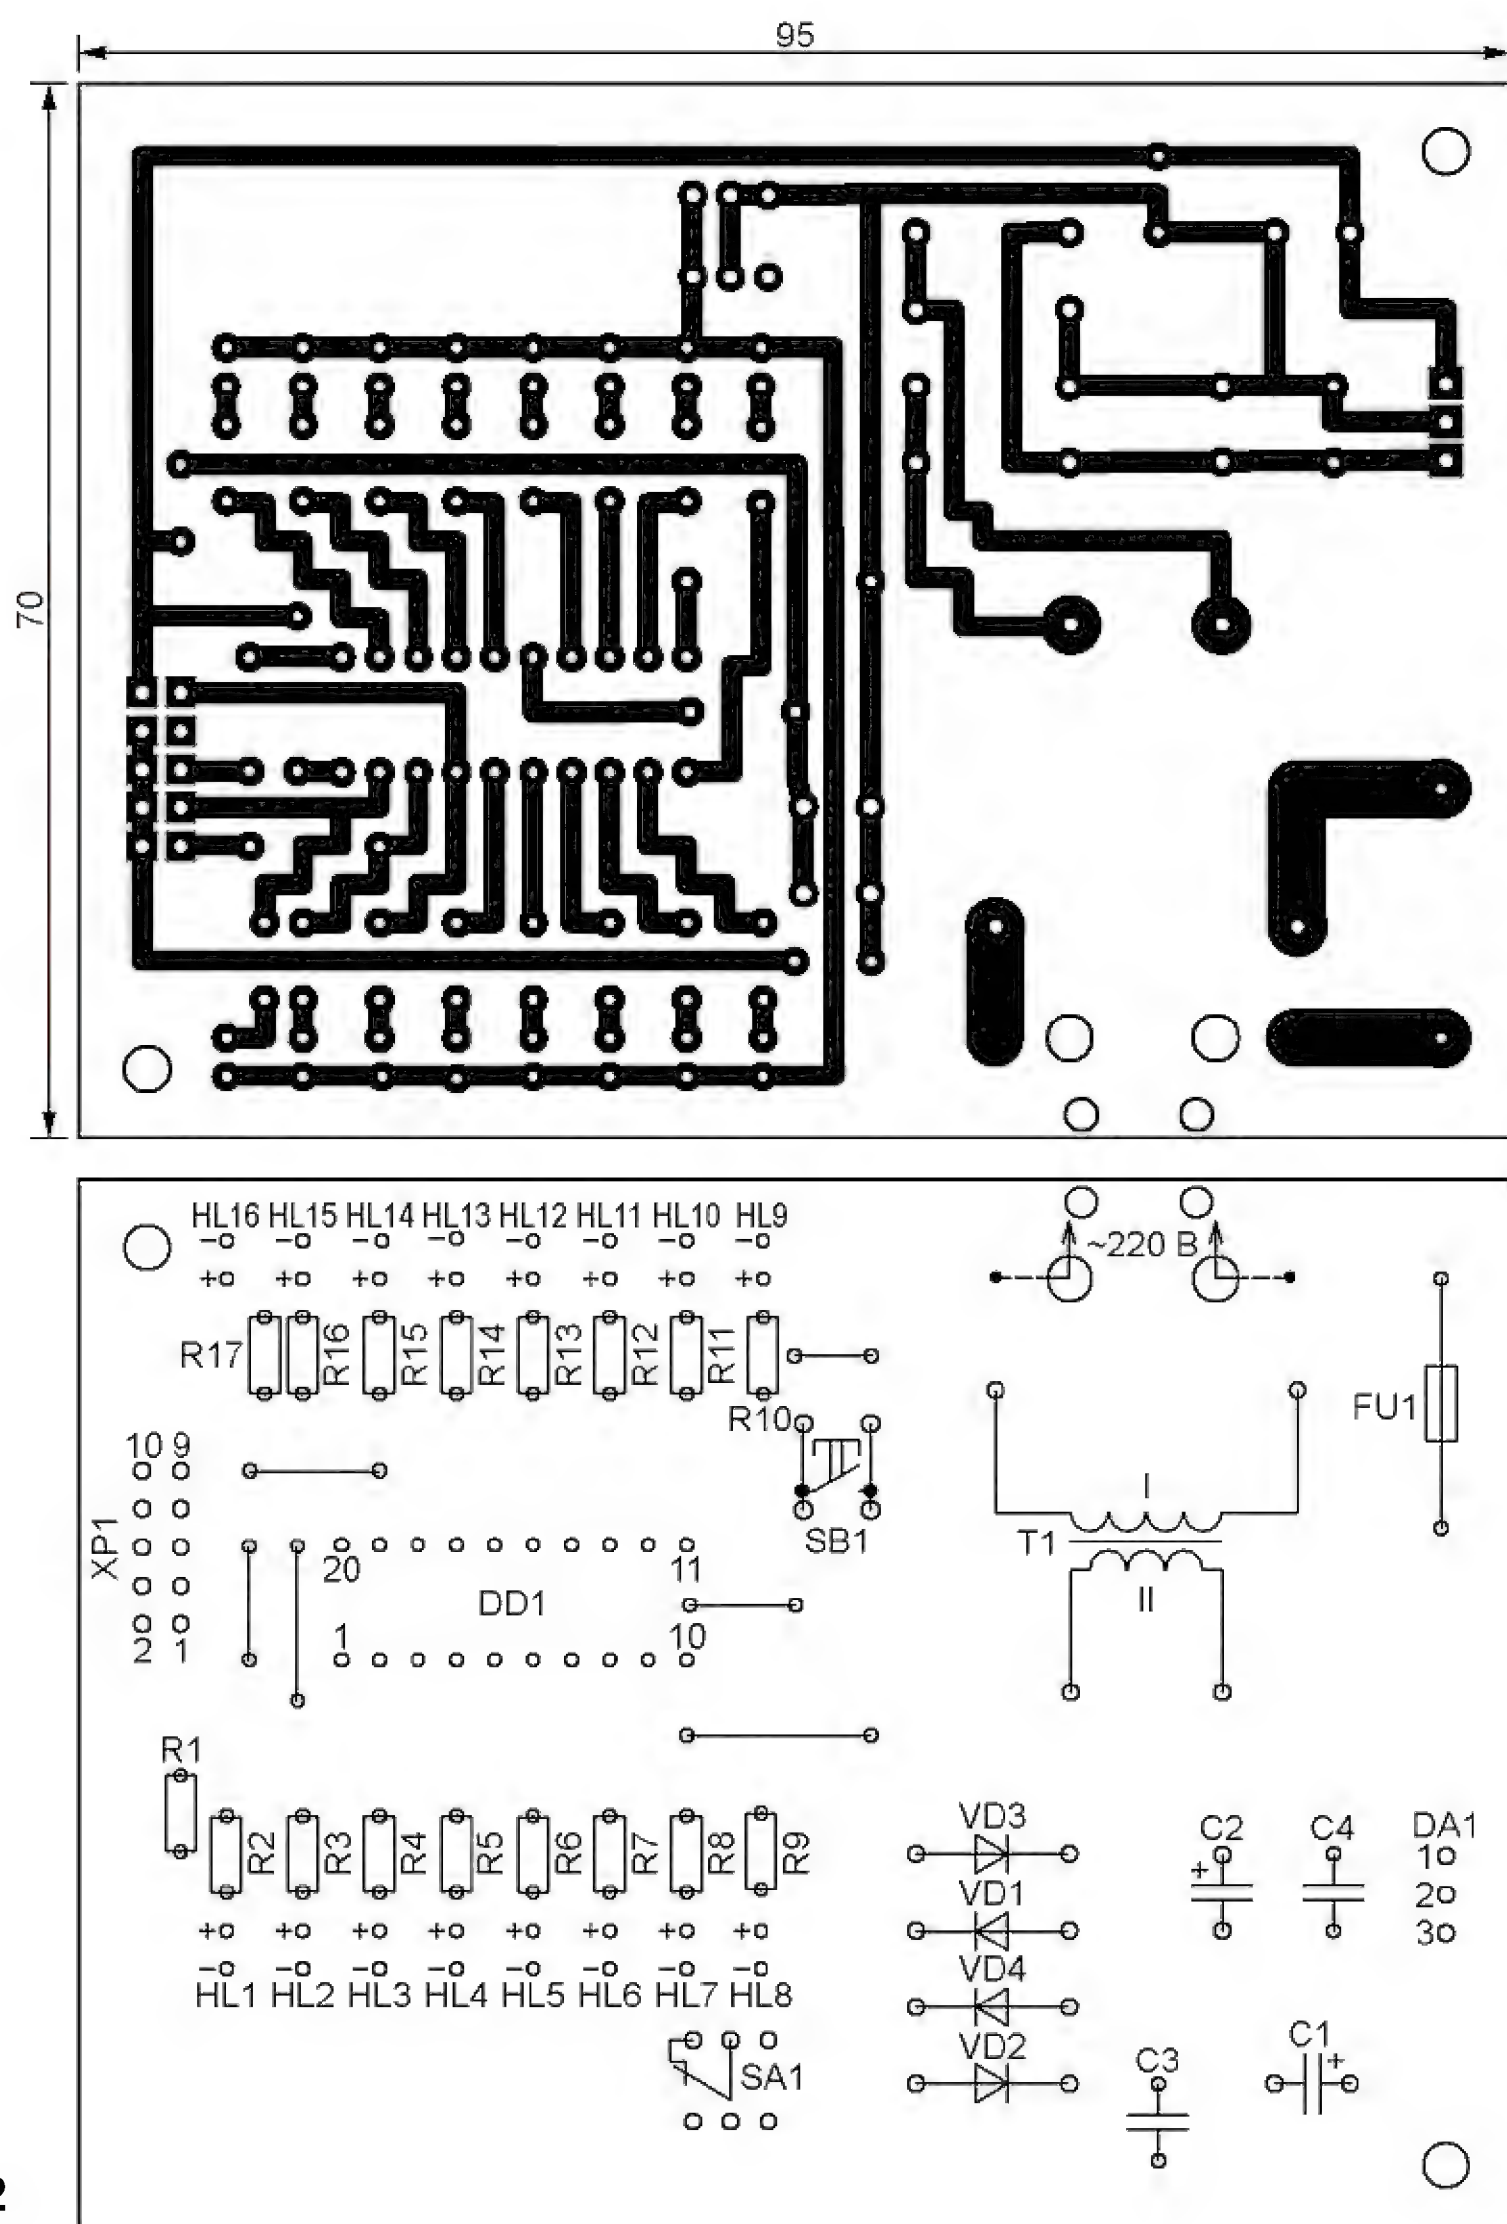 95
70
HL16 HL15 HL14 HL13 HL12 HL11 HL10 HL9
−o −o −o −o −o −o −o −o
+o +o +o +o +o +o +o +o
~220 В
R17 R16 R15 R14 R13 R12 R11
R10
FU1
10 9
XP1
2 1
SB1
T1
I
II
20 11
DD1
1 10
R1
R2 R3 R4 R5 R6 R7 R8 R9
+o +o +o +o +o +o +o +o
−o −o −o −o −o −o −o −o
HL1 HL2 HL3 HL4 HL5 HL6 HL7 HL8
SA1
VD3
VD1
VD4
VD2
C2 C4 DA1
+
1
2
3
C3
C1
+
2